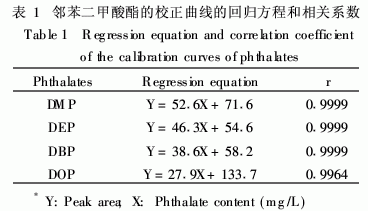 表 1 邻苯二甲酸酯的校正曲线的回归方程和相关系数
Table 1 Regression equation and correlation coefficient
of the calibration curves of phthalates
Phthalates Regression equation r
DMP Y= 52.6X+ 71.6 0.9999
DEP Y= 46.3X+ 54.6 0.9999
DBP Y= 38.6X+ 58.2 0.9999
DOP Y= 27.9X+ 133.7 0.9964
* Y: Peak area, X: Phthalate content (mg/L)